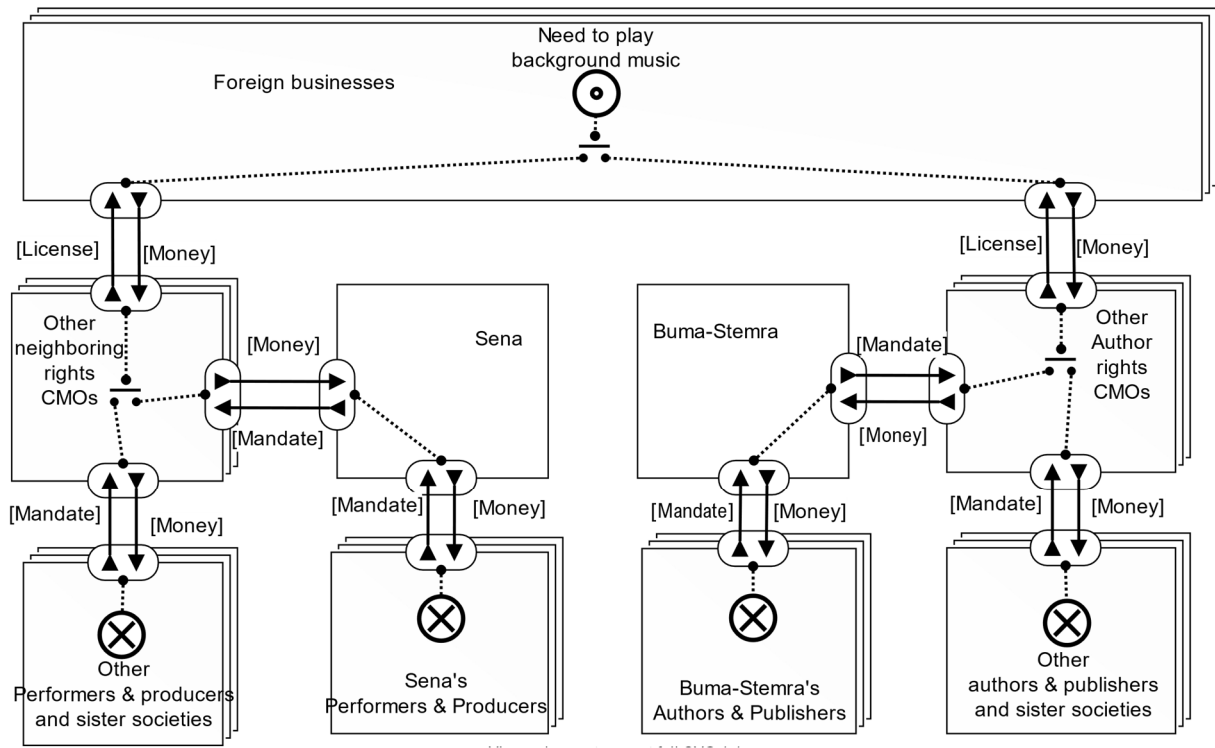 Need to play
background music
Foreign businesses
[License]
[Money]
[License]
[Money]
Other
neighboring
rights
CMOs
[Money]
[Mandate]
Sena
Buma-Stemra
[Mandate]
[Money]
Other
Author
rights
CMOs
[Mandate]
[Money]
[Mandate]
[Money]
[Mandate]
[Money]
[Mandate]
[Money]
Other
Performers & producers
and sister societies
Sena's
Performers & Producers
Buma-Stemra's
Authors & Publishers
Other
authors & publishers
and sister societies